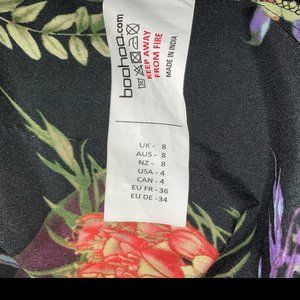 boohoo.com
KEEP AWAY
FROM FIRE
MADE IN INDIA
UK - 8
AUS - 8
NZ - 8
USA - 4
CAN - 4
EU FR -36
EU DE -34